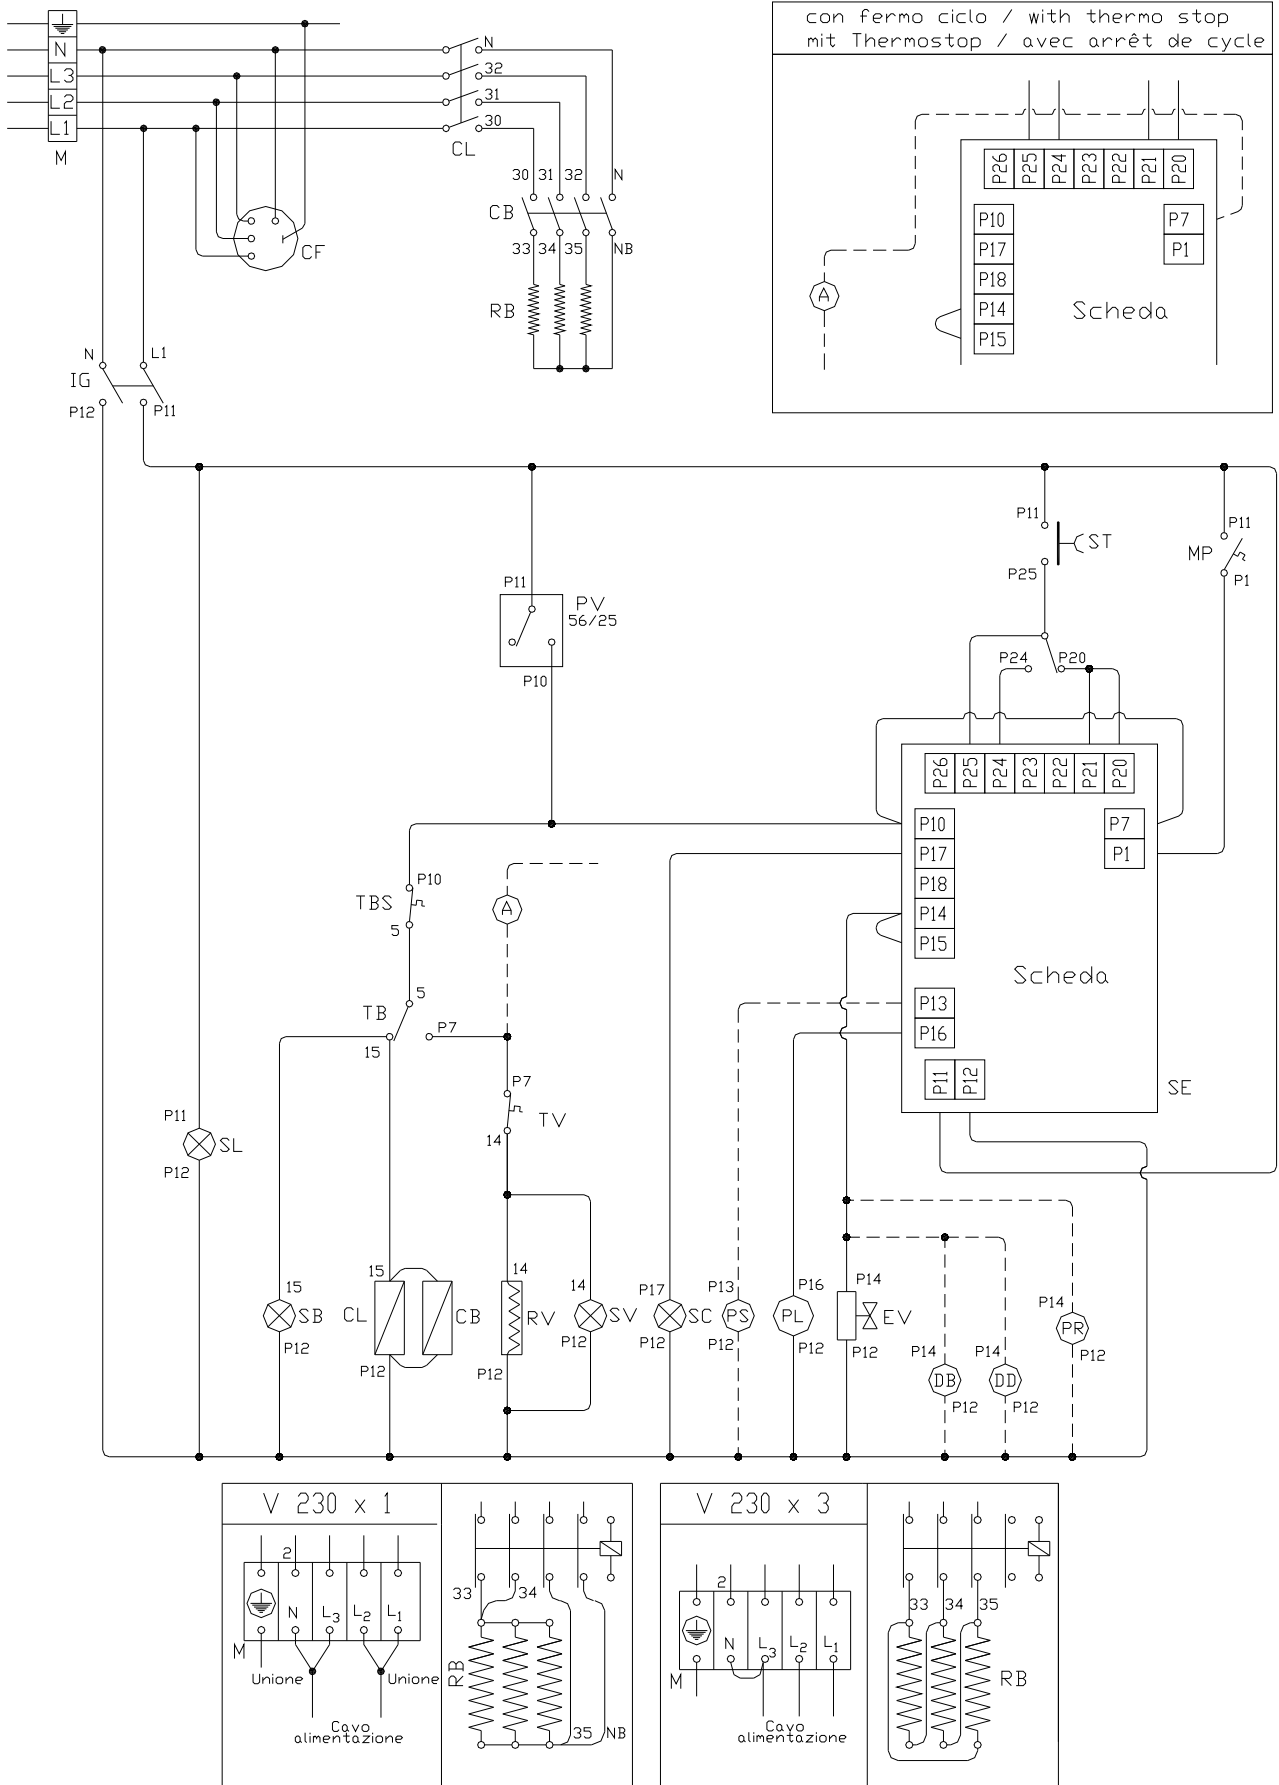 con fermo ciclo / with thermo stop
mit Thermostop / avec arrêt de cycle
N
L3
L2
L1
M
N
32
31
30
CL
CF
30 31 32 N
CB
33 34 35 NB
RB
P26 P25 P24 P23 P22 P21 P20
P10
P17
P18
P14
P15
P7
P1
Scheda
A
N L1
IG
P12 P11
P11
ST
P25
P11
MP
P1
P11
PV
56/25
P10
P24 P20
P26 P25 P24 P23 P22 P21 P20
P10
P17
P18
P14
P15
P13
P16
P7
P1
Scheda
P11 P12
SE
P10
TBS
5
A
5
TB
15
P7
P7
TV
14
P11
SL
P12
15
SB
P12
15
CL CB
P12
14
RV
P12
14
SV
P12
P17
SC
P12
P13
PS
P12
P16
PL
P12
P14
EV
P12
P14
DB
P12
P14
DD
P12
P14
PR
P12
V 230 x 1
2
N L3 L2 L1
M
Unione Unione
Cavo
alimentazione
33 34
RB
35 NB
V 230 x 3
2
N L3 L2 L1
M
Cavo
alimentazione
33 34 35
RB